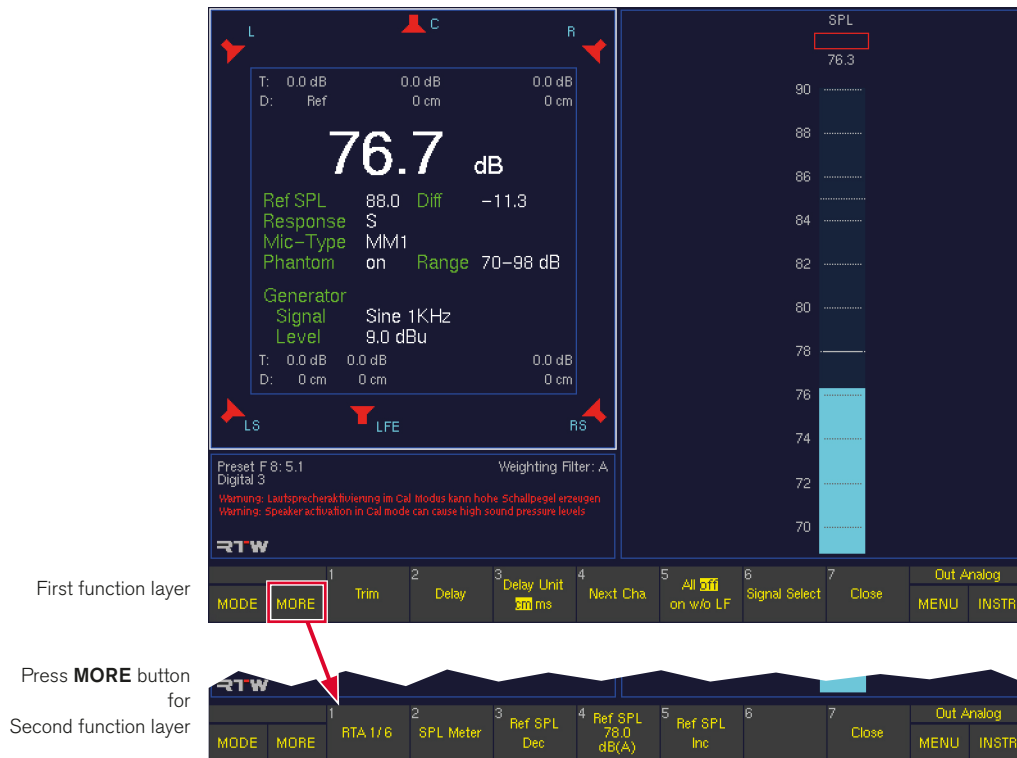 L
C
R
T: 0.0 dB 0.0 dB 0.0 dB
D: Ref 0 cm 0 cm
76.7 dB
Ref SPL 88.0 Diff −11.3
Response S
Mic−Type MM1
Phantom on Range 70−98 dB
Generator
Signal Sine 1KHz
Level 9.0 dBu
T: 0.0 dB 0.0 dB 0.0 dB
D: 0 cm 0 cm 0 cm
LS
LFE
RS
Preset F 8: 5.1 Weighting Filter: A
Digital 3
Warnung: Lautsprecheraktivierung im Cal Modus kann hohe Schallpegel erzeugen
Warning: Speaker activation in Cal mode can cause high sound pressure levels
RTW
SPL
76.3
90
88
86
84
82
80
78
76
74
72
70
First function layer
MODE MORE
1 Trim
2 Delay
3 Delay Unit
cm ms
4 Next Cha
5 All off
on w/o LF
6 Signal Select
7 Close
Out Analog
MENU INSTR
Press MORE button
for
Second function layer
RTW
MODE MORE
1 RTA 1/6
2 SPL Meter
3 Ref SPL
Dec
4 Ref SPL
78.0
dB(A)
5 Ref SPL
Inc
6
7 Close
Out Analog
MENU INSTR